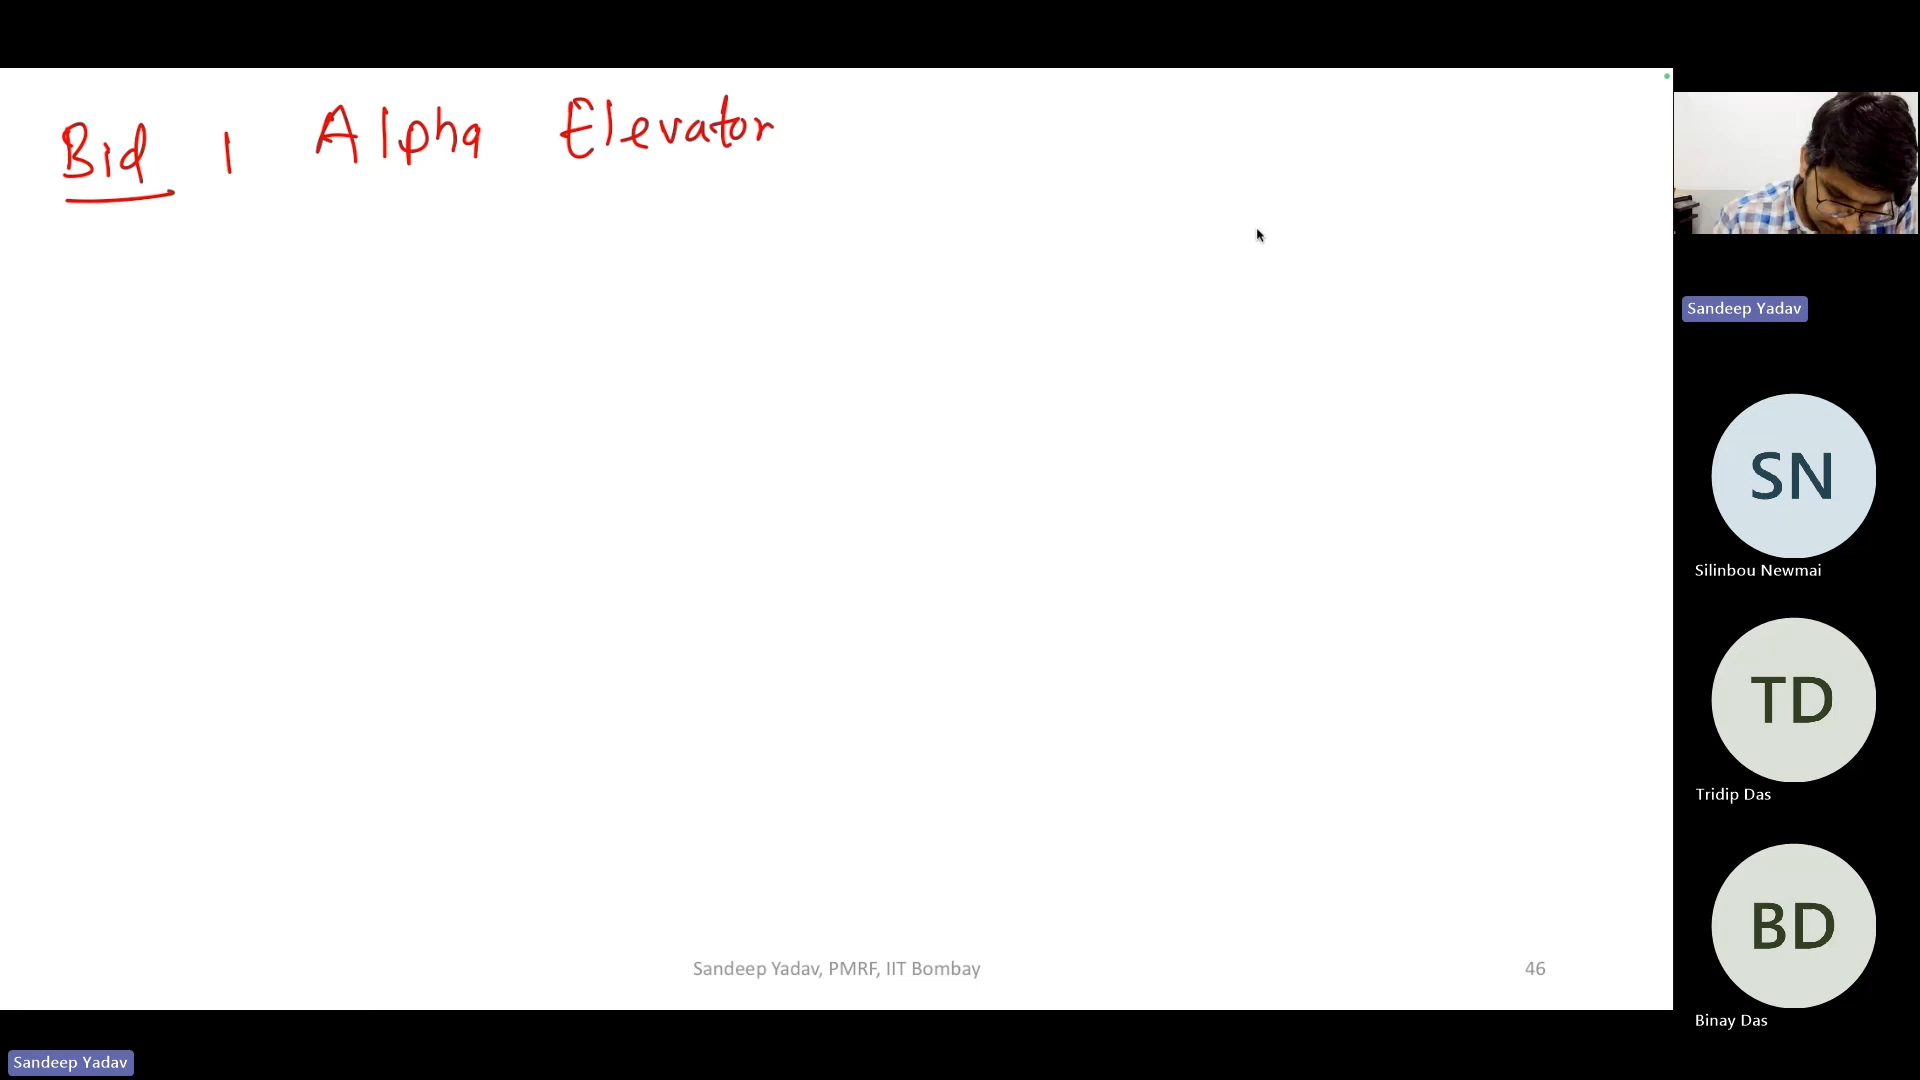 Bid 1 Alpha Elevator
Sandeep Yadav
SN
Silinbou Newmai
TD
Tridip Das
BD
Binay Das
Sandeep Yadav, PMRF, IIT Bombay 46
Sandeep Yadav